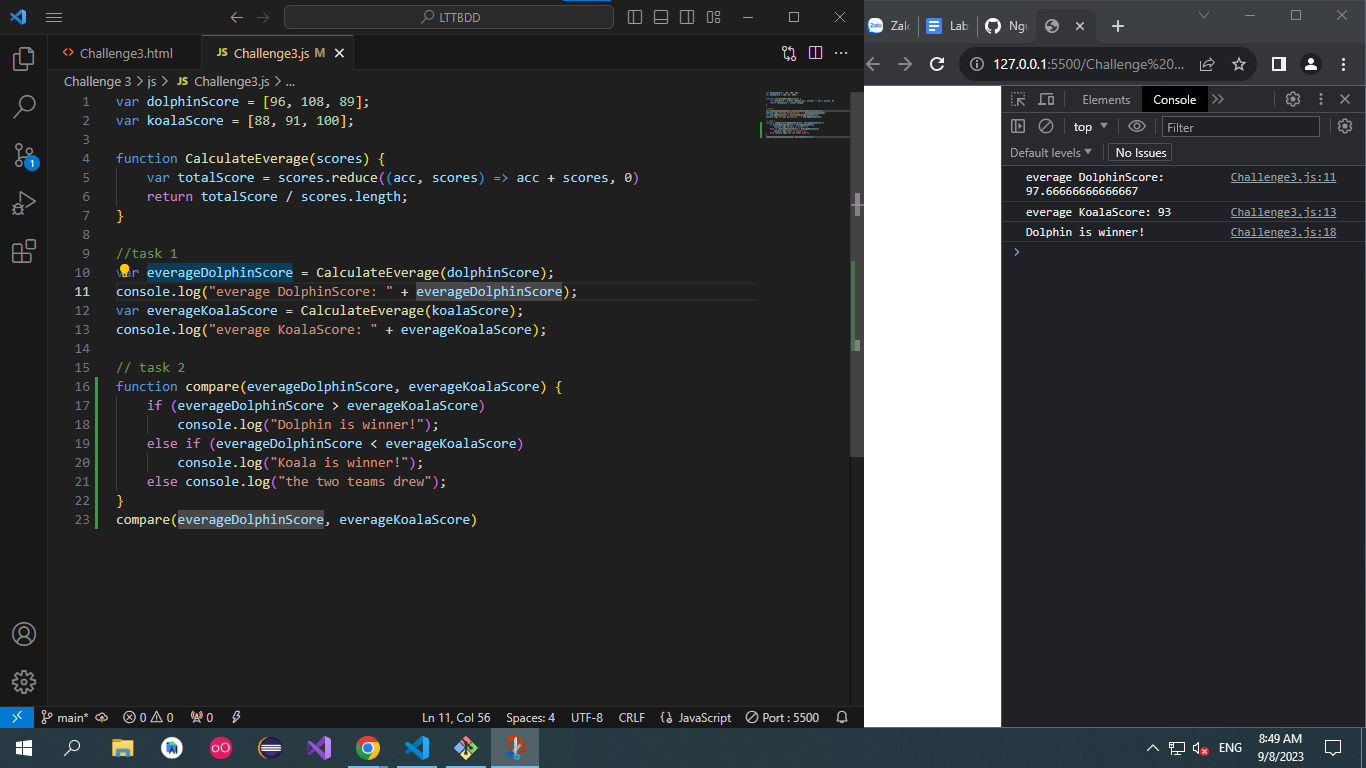 LTTBDD
Challenge3.html
JS Challenge3.js M
Challenge 3 > js > JS Challenge3.js > ...
1 var dolphinScore = [96, 108, 89];
2 var koalaScore = [88, 91, 100];
3
4 function CalculateEverage(scores) {
5 var totalScore = scores.reduce((acc, scores) => acc + scores, 0)
6 return totalScore / scores.length;
7 }
8
9 //task 1
10 var everageDolphinScore = CalculateEverage(dolphinScore);
11 console.log("everage DolphinScore: " + everageDolphinScore);
12 var everageKoalaScore = CalculateEverage(koalaScore);
13 console.log("everage KoalaScore: " + everageKoalaScore);
14
15 // task 2
16 function compare(everageDolphinScore, everageKoalaScore) {
17 if (everageDolphinScore > everageKoalaScore)
18 console.log("Dolphin is winner!");
19 else if (everageDolphinScore < everageKoalaScore)
20 console.log("Koala is winner!");
21 else console.log("the two teams drew");
22 }
23 compare(everageDolphinScore, everageKoalaScore)
1
main* 0 0 0
Ln 11, Col 56 Spaces: 4 UTF-8 CRLF JavaScript Port : 5500
Zalo Zalo Lab Ng
127.0.0.1:5500/Challenge%20...
Elements Console
top Filter
Default levels No Issues
everage DolphinScore: Challenge3.js:11
97.66666666666667
everage KoalaScore: 93 Challenge3.js:13
Dolphin is winner! Challenge3.js:18
ENG
8:49 AM
9/8/2023